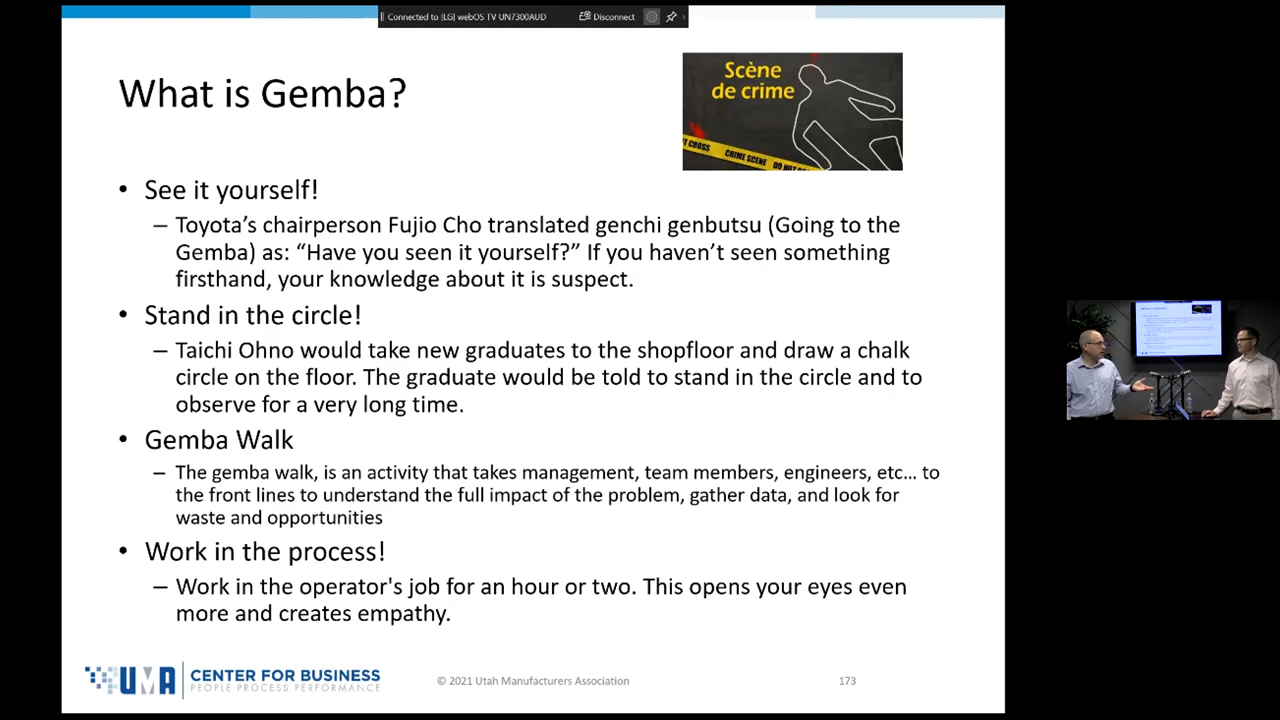 Connected to [LG] webOS TV UN7300AUD
Disconnect
What is Gemba?
Scène
de crime
T CROSS
CRIME SCENE
DO NOT
• See it yourself!
– Toyota's chairperson Fujio Cho translated genchi genbutsu (Going to the
Gemba) as: “Have you seen it yourself?” If you haven't seen something
firsthand, your knowledge about it is suspect.
• Stand in the circle!
– Taichi Ohno would take new graduates to the shopfloor and draw a chalk
circle on the floor. The graduate would be told to stand in the circle and to
observe for a very long time.
• Gemba Walk
– The gemba walk, is an activity that takes management, team members, engineers, etc… to
the front lines to understand the full impact of the problem, gather data, and look for
waste and opportunities
• Work in the process!
– Work in the operator's job for an hour or two. This opens your eyes even
more and creates empathy.
UMA
CENTER FOR BUSINESS
PEOPLE PROCESS PERFORMANCE
© 2021 Utah Manufacturers Association
173